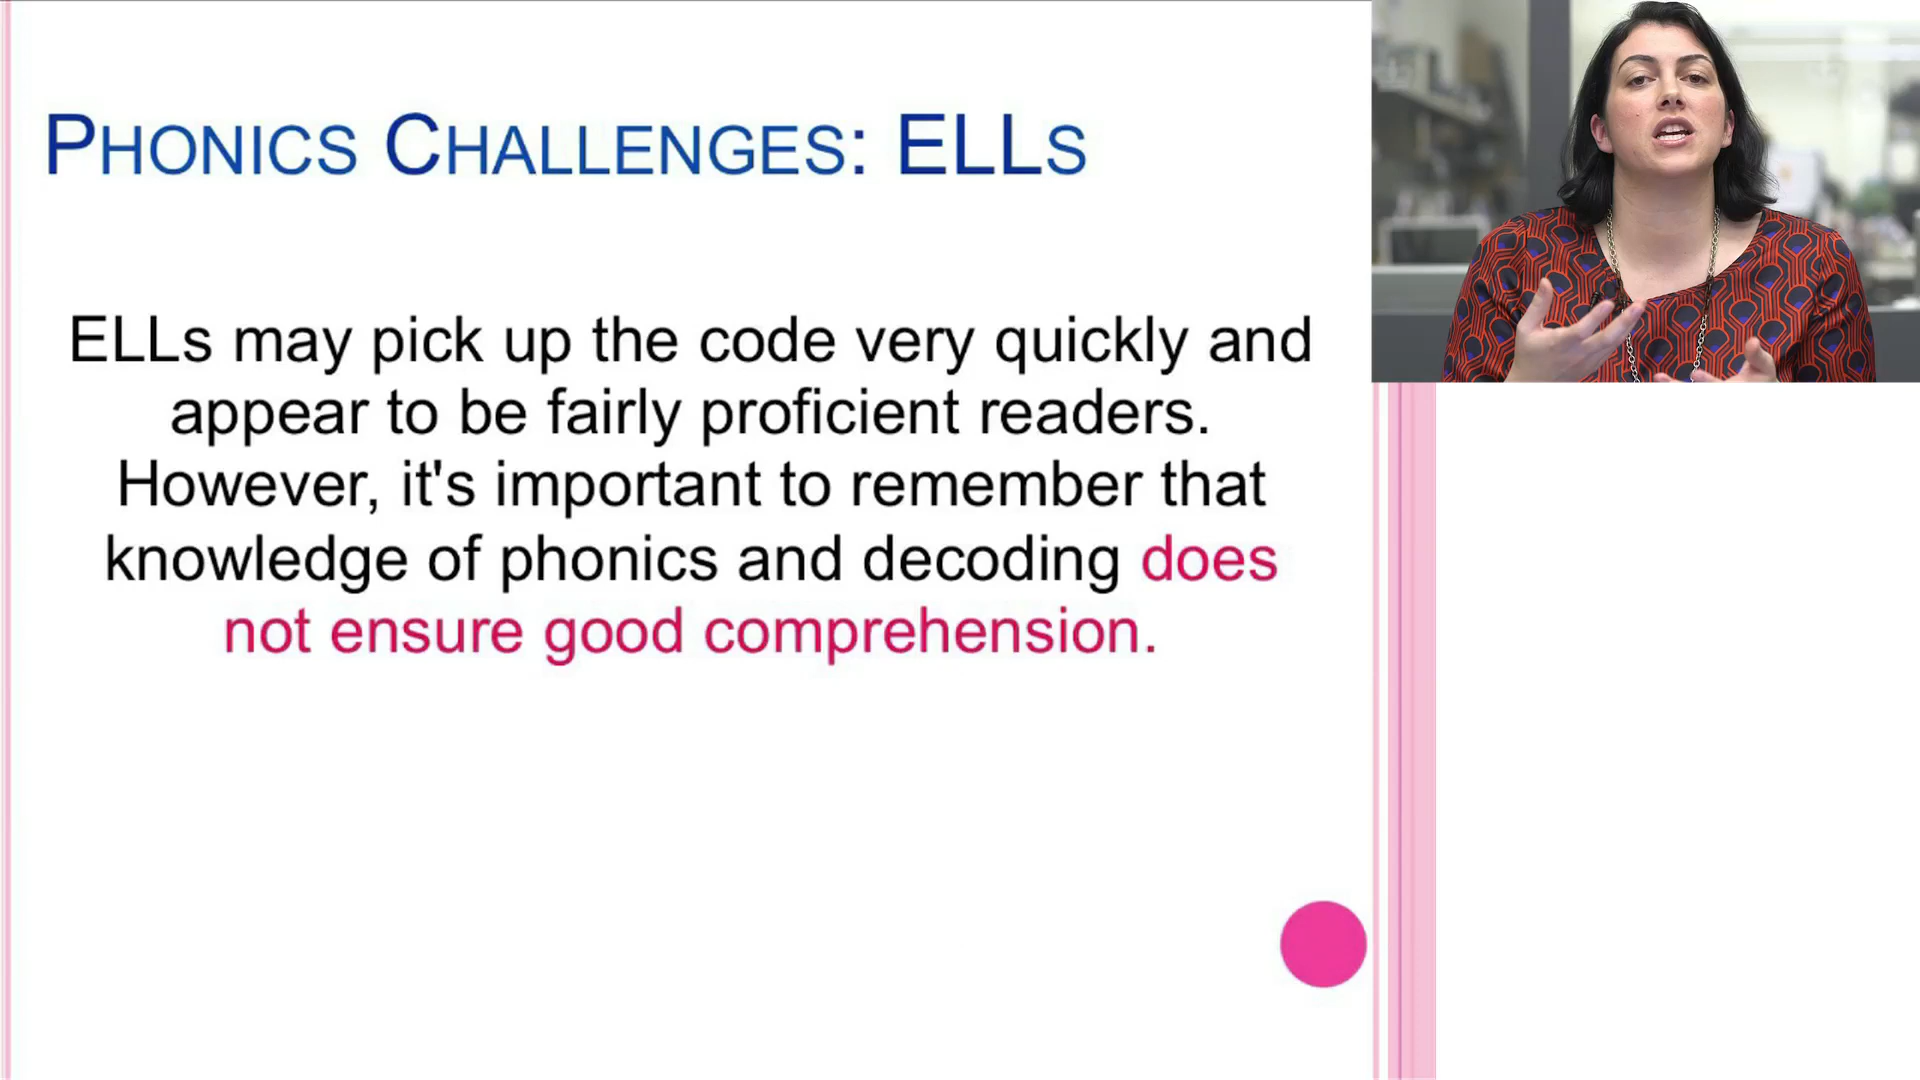 PHONICS CHALLENGES: ELLS
ELLs may pick up the code very quickly and
appear to be fairly proficient readers.
However, it's important to remember that
knowledge of phonics and decoding does
not ensure good comprehension.